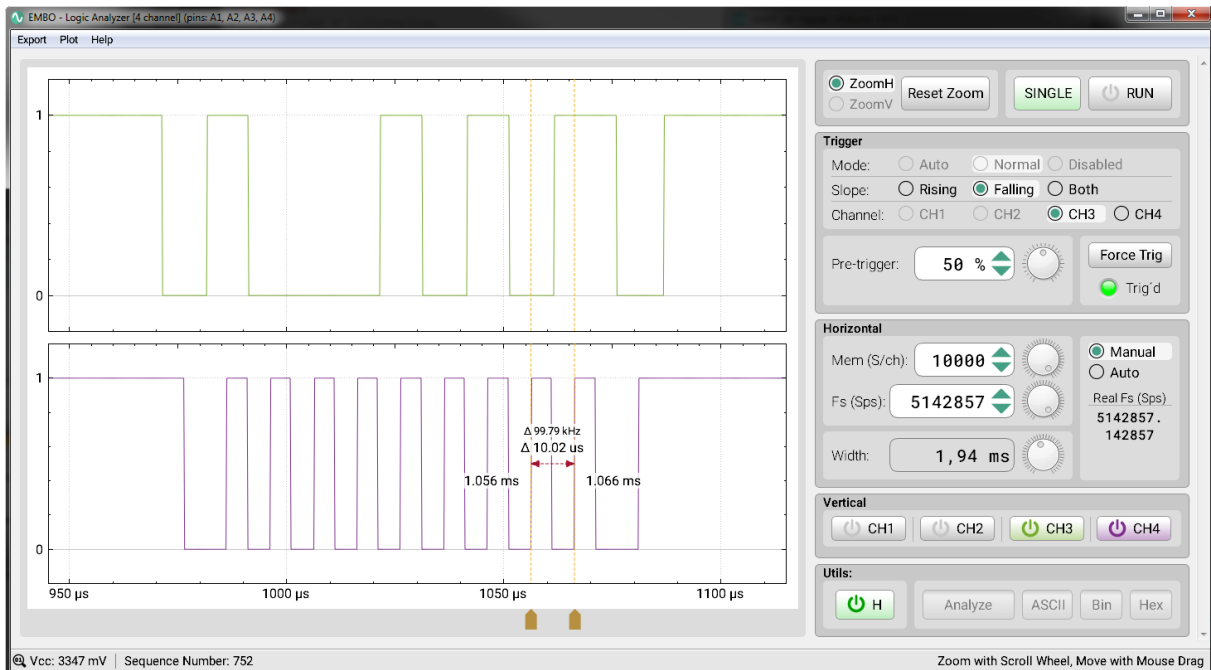 EMBO - Logic Analyzer [4 channel] (pins: A1, A2, A3, A4)
Export Plot Help
1
0
1
0
Δ 99.79 kHz
Δ 10.02 us
1.056 ms 1.066 ms
950 µs 1000 µs 1050 µs 1100 µs
ZoomH
ZoomV
Reset Zoom
SINGLE
RUN
Trigger
Mode: Auto Normal Disabled
Slope: Rising Falling Both
Channel: CH1 CH2 CH3 CH4
Pre-trigger: 50 %
Force Trig
Trig´d
Horizontal
Mem (S/ch): 10000
Fs (Sps): 5142857
Width: 1,94 ms
Manual
Auto
Real Fs (Sps)
5142857.
142857
Vertical
CH1 CH2 CH3 CH4
Utils:
H Analyze ASCII Bin Hex
Vcc: 3347 mV Sequence Number: 752 Zoom with Scroll Wheel, Move with Mouse Drag